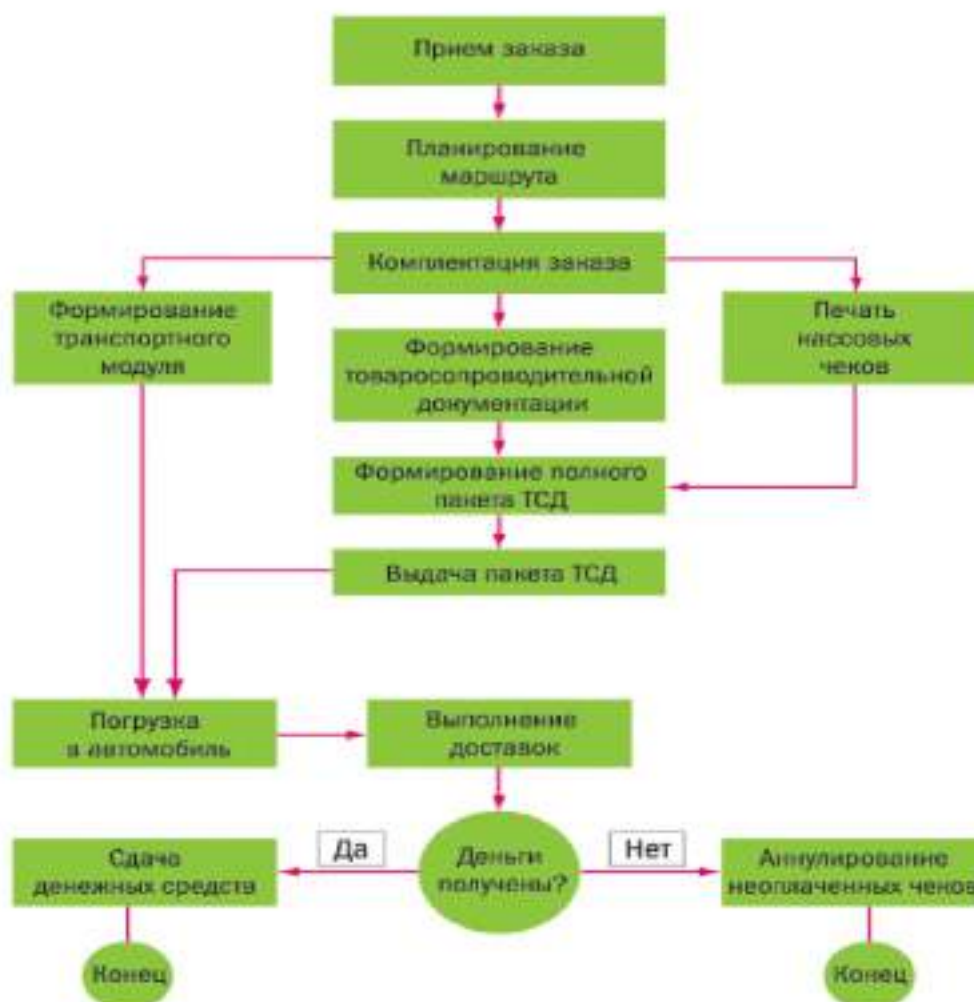 Прием заказа
Планирование
маршрута
Комплектация заказа
Формирование
транспортного
модуля
Формирование
товаросопроводительной
документации
Печать
кассовых
чеков
Формирование полного
пакета ТСД
Выдача пакета ТСД
Погрузка
в автомобиль
Выполнение
доставок
Сдача
денежных средств
Да
Деньги
получены?
Нет
Аннулирование
неоплаченных чеков
Конец
Конец